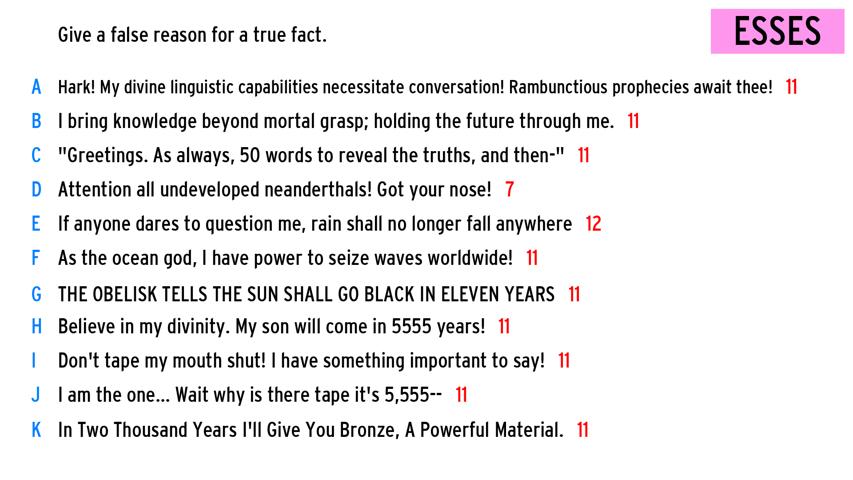 Give a false reason for a true fact.
ESSES
A Hark! My divine linguistic capabilities necessitate conversation! Rambunctious prophecies await thee! 11
B I bring knowledge beyond mortal grasp; holding the future through me. 11
C "Greetings. As always, 50 words to reveal the truths, and then-" 11
D Attention all undeveloped neanderthals! Got your nose! 7
E If anyone dares to question me, rain shall no longer fall anywhere 12
F As the ocean god, I have power to seize waves worldwide! 11
G THE OBELISK TELLS THE SUN SHALL GO BLACK IN ELEVEN YEARS 11
H Believe in my divinity. My son will come in 5555 years! 11
I Don't tape my mouth shut! I have something important to say! 11
J I am the one... Wait why is there tape it's 5,555-- 11
K In Two Thousand Years I'll Give You Bronze, A Powerful Material. 11